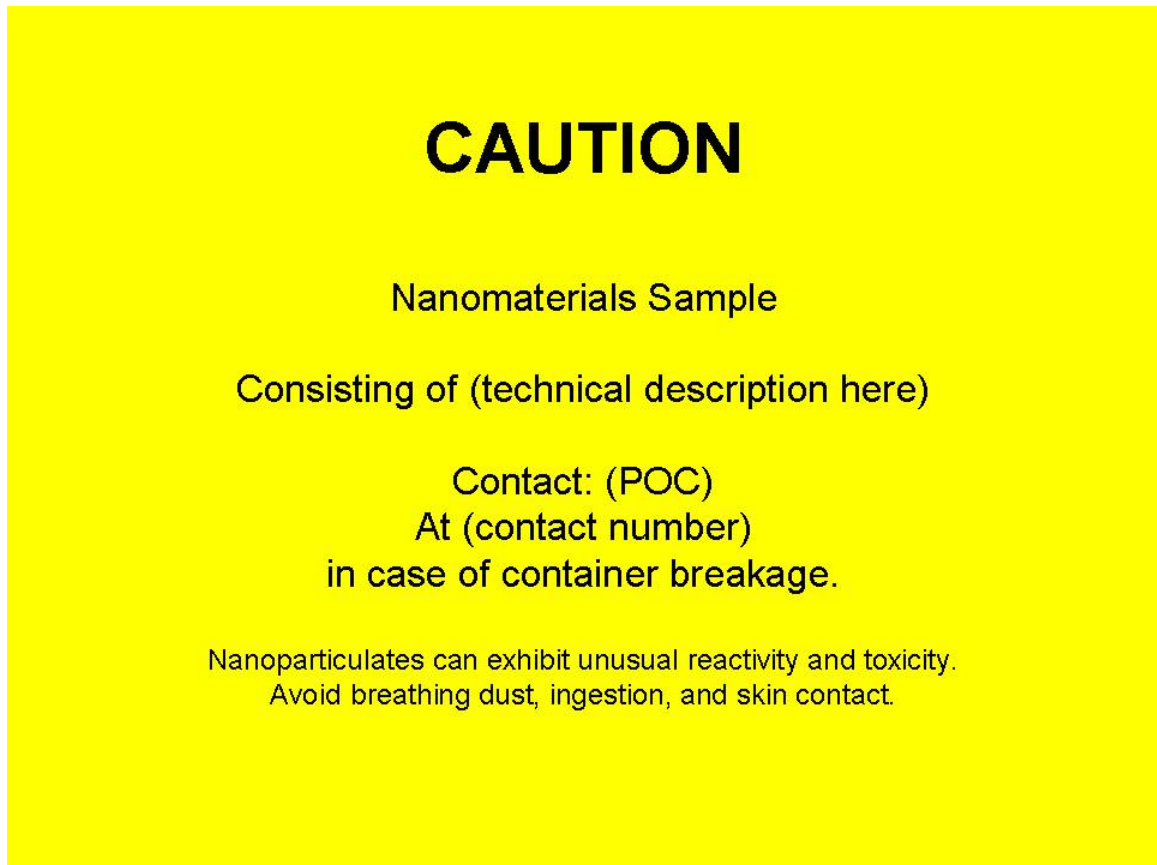 CAUTION
Nanomaterials Sample
Consisting of (technical description here)
Contact: (POC)
At (contact number)
in case of container breakage.
Nanoparticulates can exhibit unusual reactivity and toxicity.
Avoid breathing dust, ingestion, and skin contact.